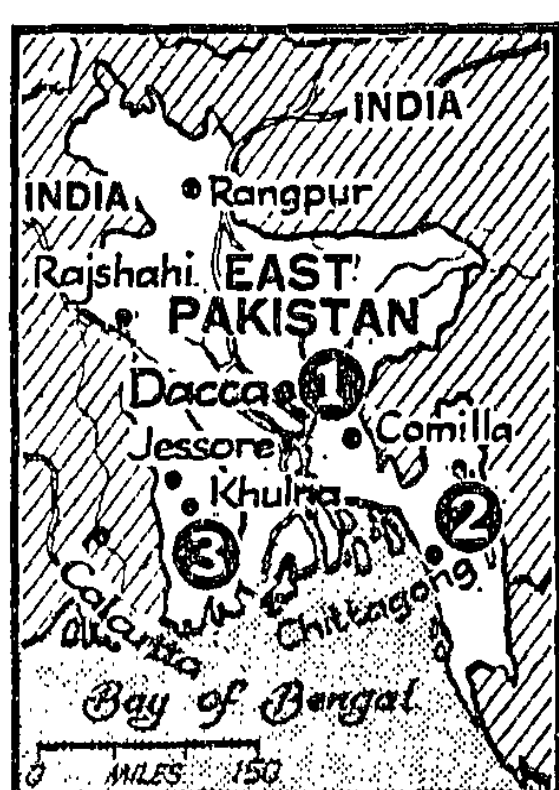 INDIA
INDIA
Rangpur
Rajshahi
EAST
PAKISTAN
Dacca
1
Comilla
Jessore
Khulna
2
3
Chittagong
Calcutta
Bay of Bengal
0 MILES 150